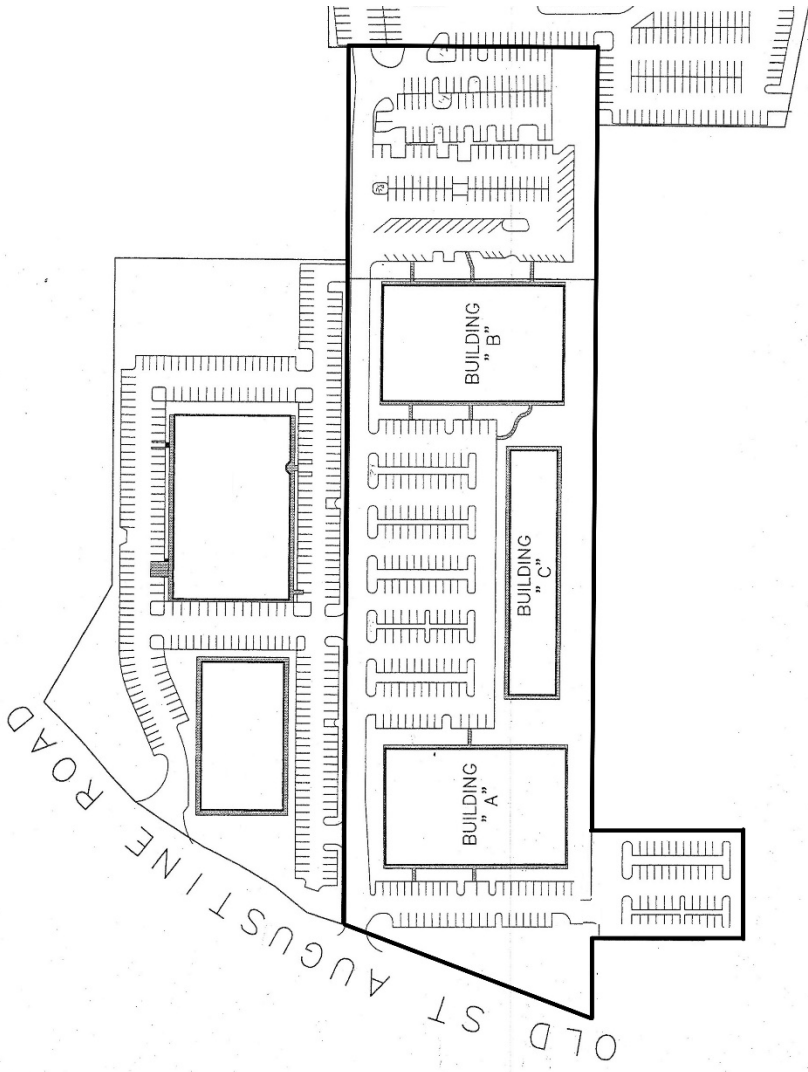 BUILDING
"B"
BUILDING
"C"
BUILDING
"A"
OLD ST AUGUSTINE ROAD